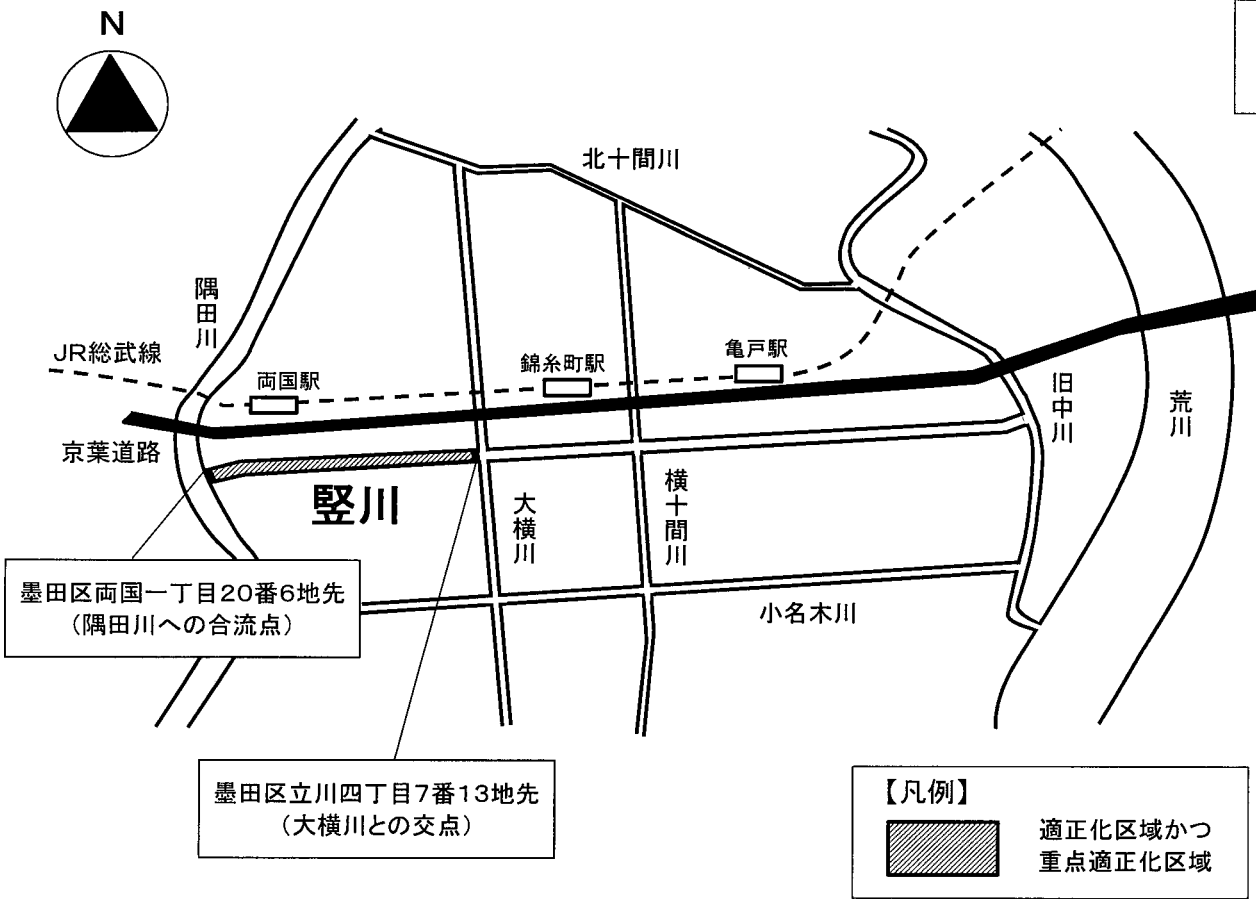 N
北十間川
隅田川
JR総武線
両国駅
錦糸町駅
亀戸駅
旧中川
荒川
京葉道路
竪川
大横川
横十間川
墨田区両国一丁目20番6地先
(隅田川への合流点)
小名木川
墨田区立川四丁目7番13地先
(大横川との交点)
【凡例】
適正化区域かつ
重点適正化区域